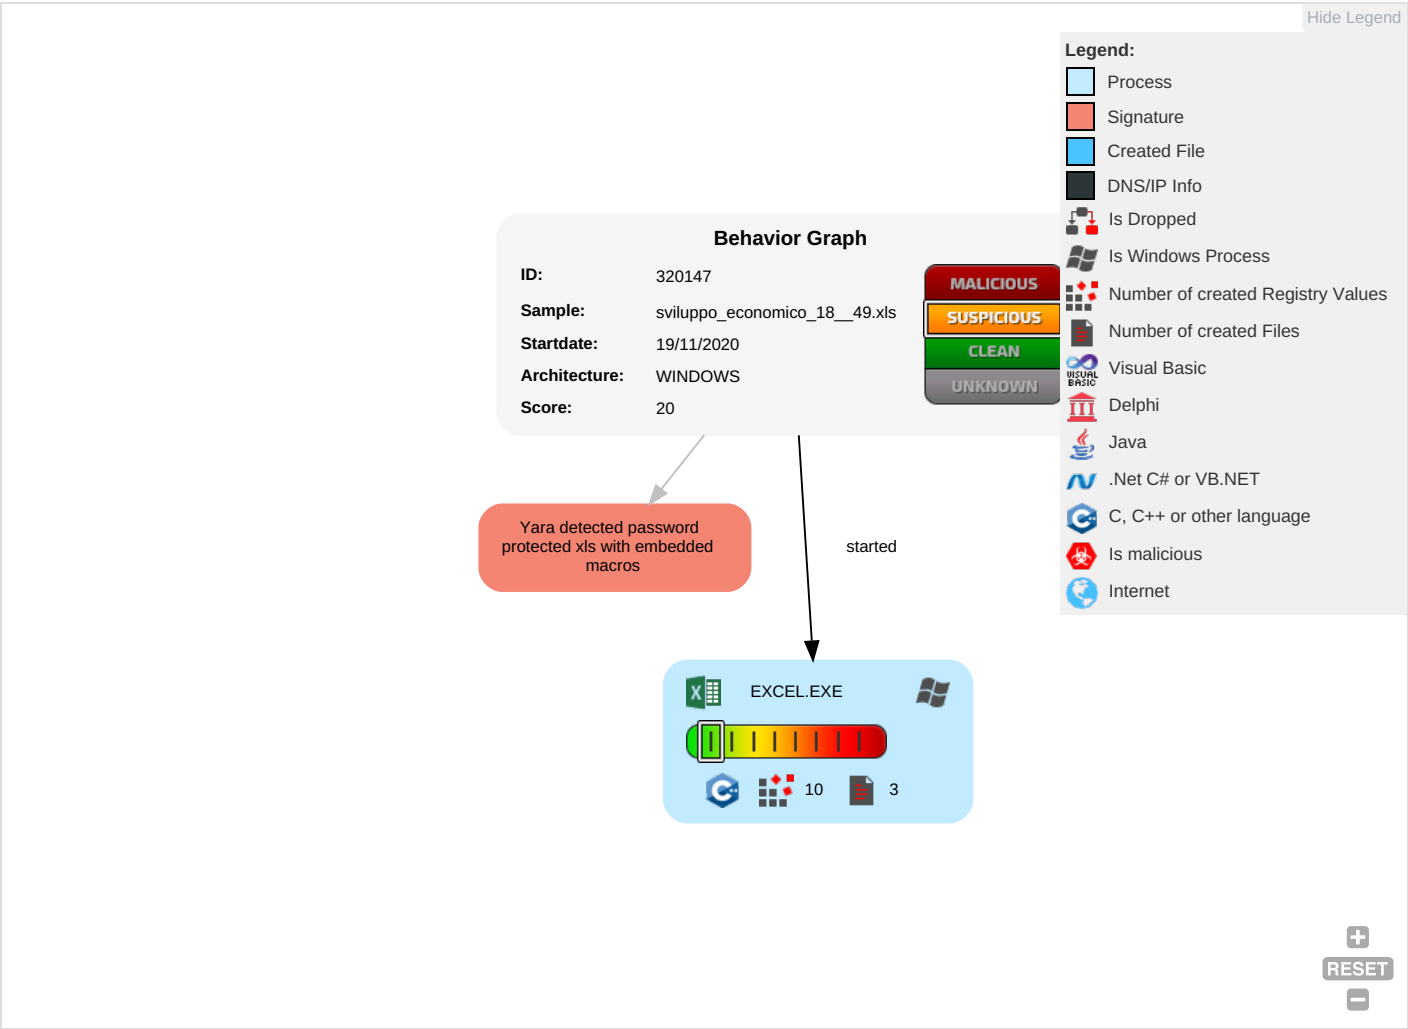 Hide Legend
Legend:
Process
Signature
Created File
DNS/IP Info
Is Dropped
Is Windows Process
Number of created Registry Values
Number of created Files
VISUAL
BASIC
Visual Basic
Delphi
Java
.Net C# or VB.NET
C, C++ or other language
Is malicious
Internet
Behavior Graph
ID: 320147
Sample: sviluppo_economico_18__49.xls
Startdate: 19/11/2020
Architecture: WINDOWS
Score: 20
MALICIOUS
SUSPICIOUS
CLEAN
UNKNOWN
Yara detected password
protected xls with embedded
macros
started
EXCEL.EXE
10 3
RESET